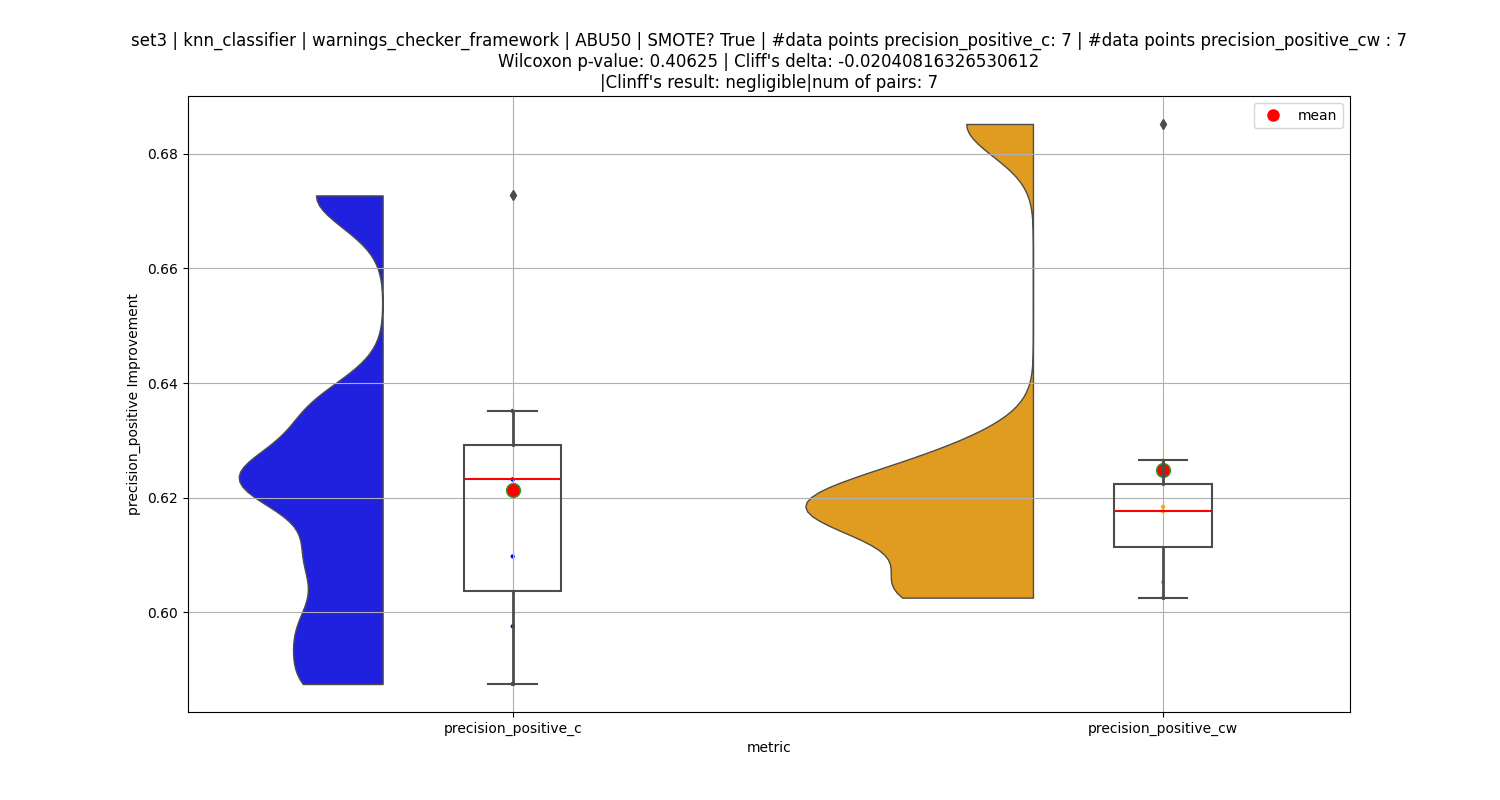 set3 | knn_classifier | warnings_checker_framework | ABU50 | SMOTE? True | #data points precision_positive_c: 7 | #data points precision_positive_cw : 7
Wilcoxon p-value: 0.40625 | Cliff's delta: -0.02040816326530612
|Clinff's result: negligible|num of pairs: 7
mean
precision_positive Improvement
0.68
0.66
0.64
0.62
0.60
precision_positive_c
precision_positive_cw
metric